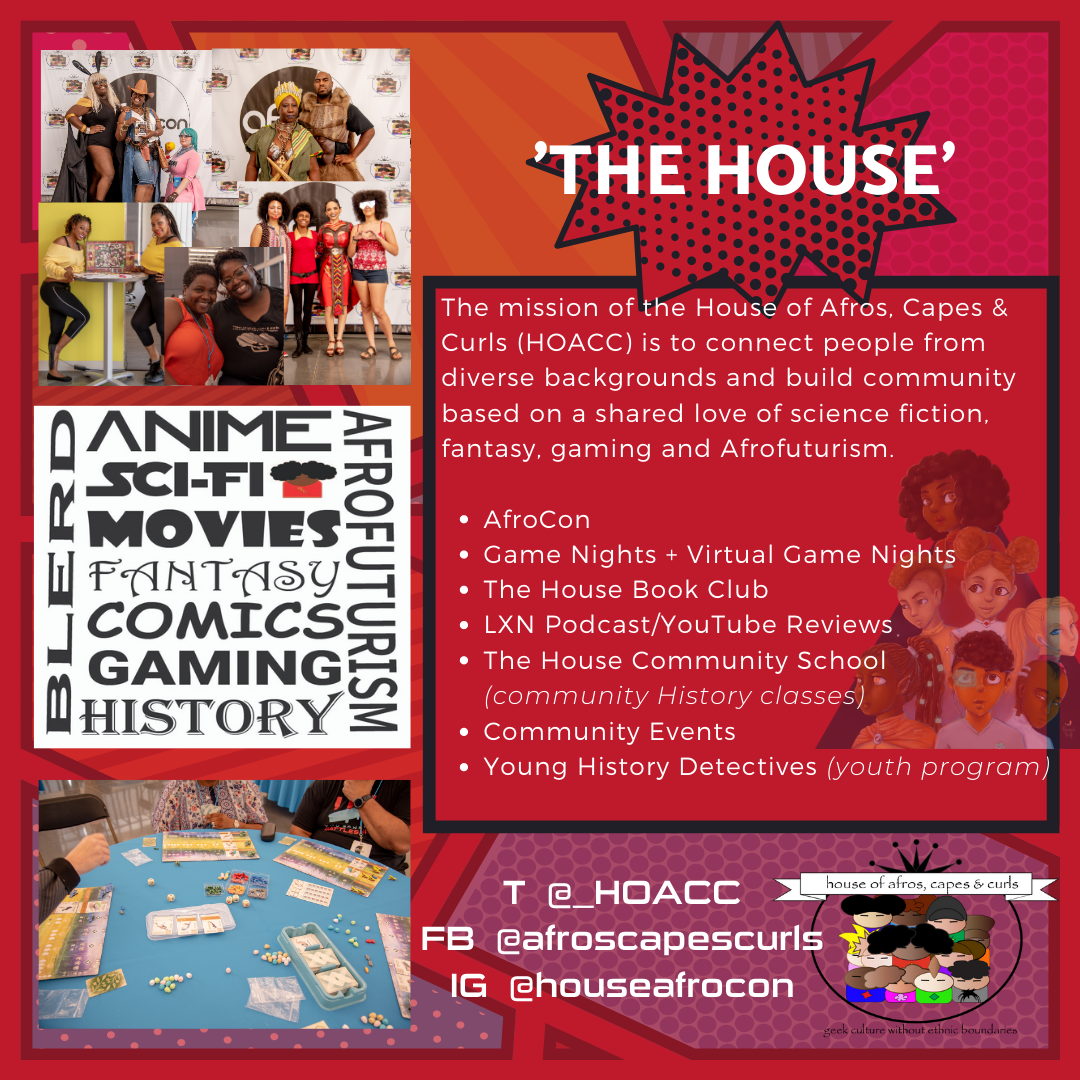 'THE HOUSE'
The mission of the House of Afros, Capes &
Curls (HOACC) is to connect people from
diverse backgrounds and build community
based on a shared love of science fiction,
fantasy, gaming and Afrofuturism.
• AfroCon
• Game Nights + Virtual Game Nights
• The House Book Club
• LXN Podcast/YouTube Reviews
• The House Community School
(community History classes)
• Community Events
• Young History Detectives (youth program)
BLERD
ANIME
SCI-FI
MOVIES
FANTASY
COMICS
GAMING
HISTORY
AFROFUTURISM
T @_HOACC
FB @afroscapescurls
IG @houseafrocon
house of afros, capes & curls
geek culture without ethnic boundaries